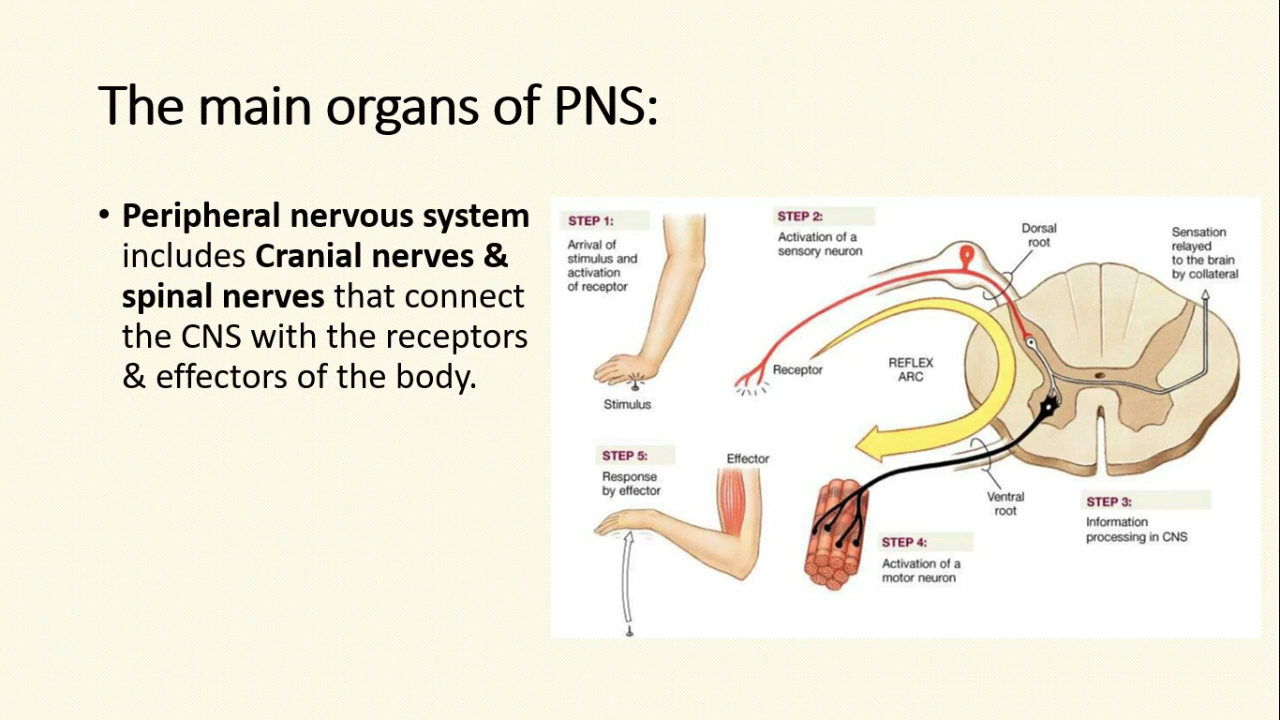 The main organs of PNS:
• Peripheral nervous system
includes Cranial nerves &
spinal nerves that connect
the CNS with the receptors
& effectors of the body.
STEP 1:
Arrival of
stimulus and
activation
of receptor
Stimulus
STEP 2:
Activation of a
sensory neuron
Dorsal
root
Sensation
relayed
to the brain
by collateral
Receptor
REFLEX
ARC
STEP 5:
Response
by effector
Effector
Ventral
root
STEP 3:
Information
processing in CNS
STEP 4:
Activation of a
motor neuron